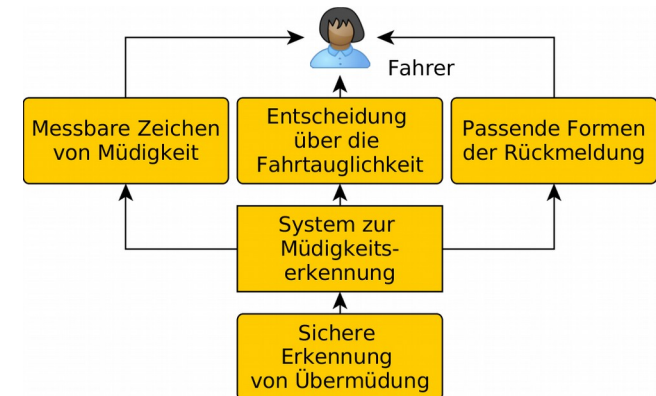 Fahrer
Messbare Zeichen
von Müdigkeit
Entscheidung
über die
Fahrtauglichkeit
Passende Formen
der Rückmeldung
System zur
Müdigkeits-
erkennung
Sichere
Erkennung
von Übermüdung